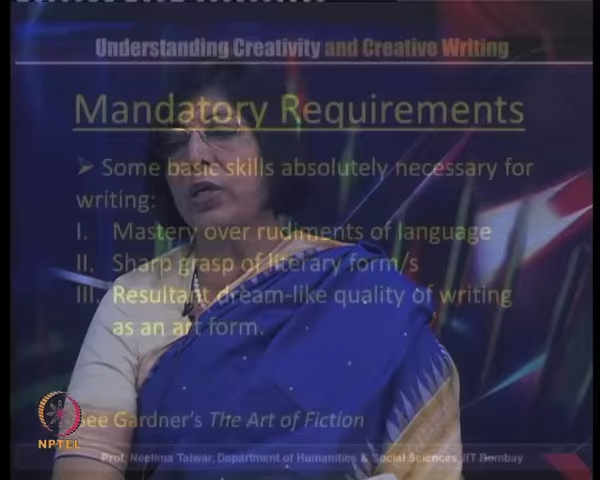 Understanding Creativity and Creative Writing
Mandatory Requirements
Some basic skills absolutely necessary for
writing:
I. Mastery over rudiments of language
II. Sharp grasp of literary form/s
III. Resultant dream-like quality of writing
as an art form.
See Gardner's The Art of Fiction
NPTEL
Prof. Neelima Talwar, Department of Humanities & Social Sciences, IIT Bombay